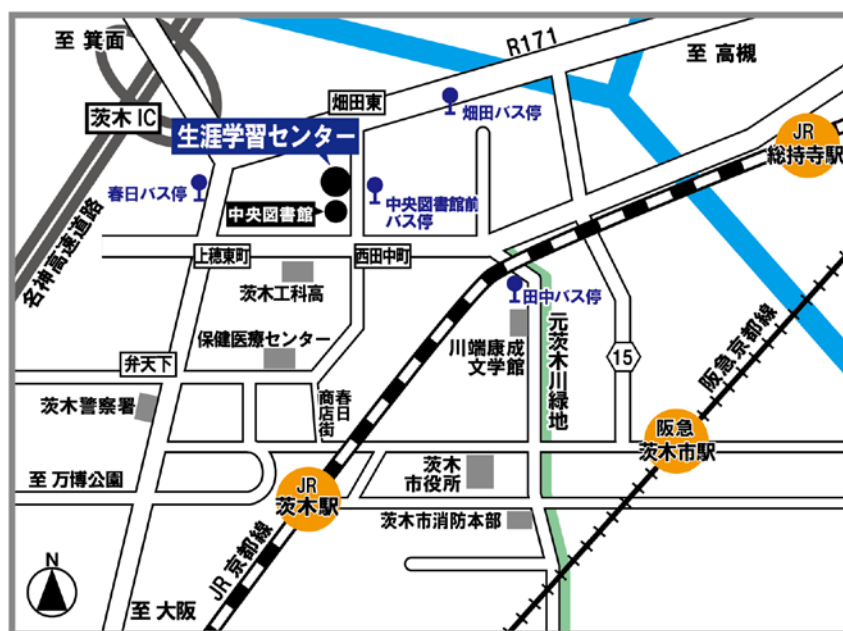 至 箕面
R171
至 高槻
茨木 IC
畑田東
畑田バス停
生涯学習センター
JR
総持寺駅
春日バス停
中央図書館
中央図書館前
バス停
名神高速道路
上穂東町
西田中町
茨木工科高
田中バス停
保健医療センター
川端康成
文学館
元茨木川緑地
15
阪急京都線
弁天下
春日
商店街
茨木警察署
阪急
茨木市駅
至 万博公園
茨木
市役所
JR
茨木駅
茨木市消防本部
JR 京都線
N
至 大阪